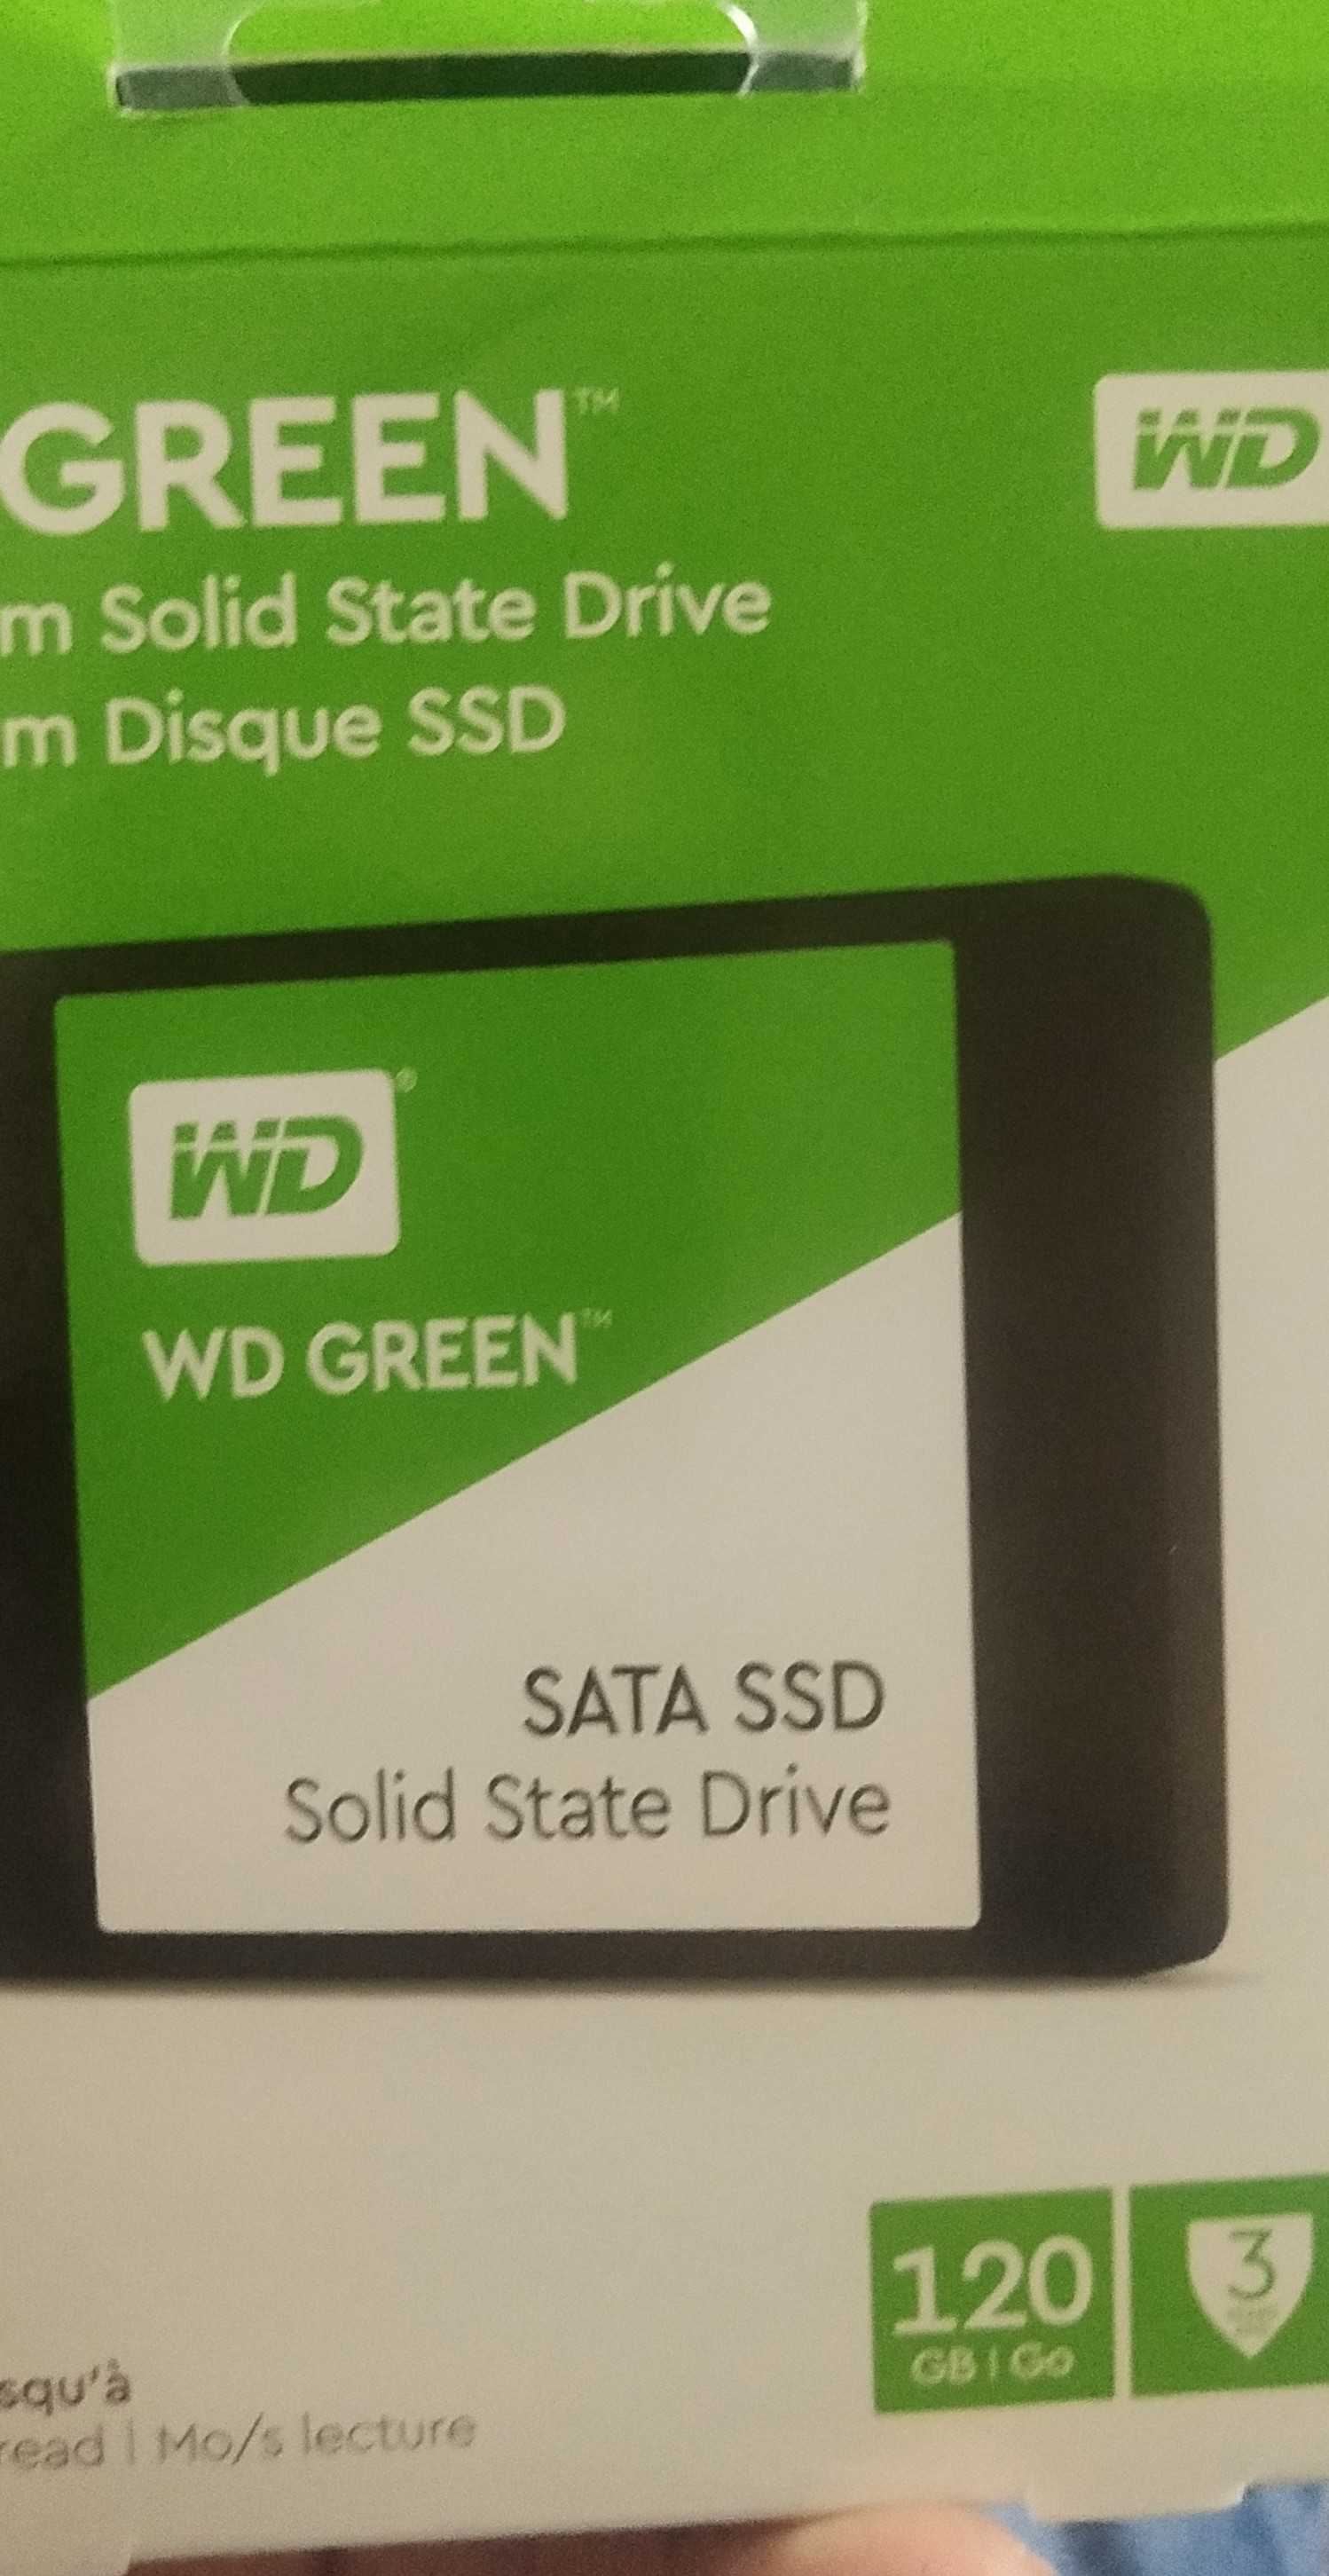 GREEN™
WD
m Solid State Drive
m Disque SSD
WD®
WD GREEN™
SATA SSD
Solid State Drive
120
GB | Go
3
squ'à
read | Mo/s lecture